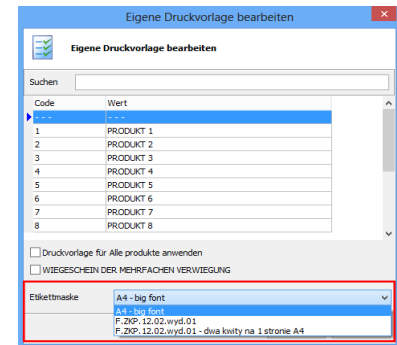 Eigene Druckvorlage bearbeiten
Eigene Druckvorlage bearbeiten
Suchen
Code Wert
- - - - - -
1 PRODUKT 1
2 PRODUKT 2
3 PRODUKT 3
4 PRODUKT 4
5 PRODUKT 5
6 PRODUKT 6
7 PRODUKT 7
8 PRODUKT 8
Druckvorlage für Alle produkte anwenden
WIEGESCHEIN DER MEHRFACHEN VERWIEGUNG
Etikettmaske A4 - big font
A4 - big font
F.ZKP.12.02.wyd.01
F.ZKP.12.02.wyd.01 - dwa kwity na 1 stronie A4